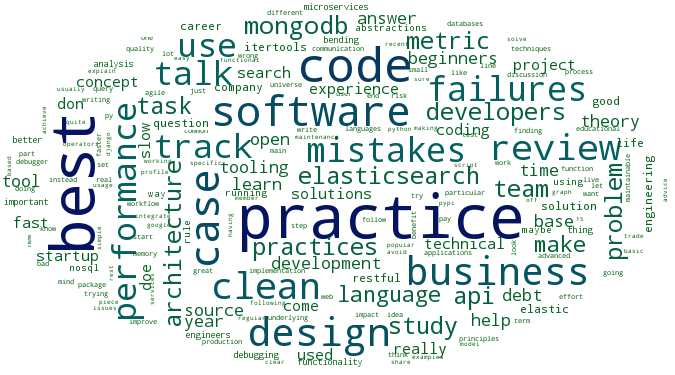 microservices
different
one
career
mongodb
answer
databases
quality
use
itertools
bending
abstractions
communication
recent
solve
lot
wrong
metric
techniques
explain
easy
functional
code
beginners
line
analysis
talk
search
small
like
discussion
process
usually
query
just
universe
project
concept
company
experience
failures
end
risk
sure
agile
don
writing
task
software
developers
good
achieve
quite
py
theory
operators
question
common
coding
educational
better
slow
track
write
languages
python
making
finding
django
faster
open
maintenance
mistakes
review
life
part
debugger
working
main
script
work
function
based
best
set
specific
tooling
elasticsearch
time
using
live
maintainable
tool
doing
instead
real
profile
learn
solutions
team
let
want
usage
way
running
try
particular
off
engineering
important
performance
workflow
member
pypi
problem
advice
know
architecture
integrate
case
practice
benefit
follow
pay
base
solution
fast
google
rule
step
maybe
thing
simple
start
having
practices
popular
technical
look
trade
startup
doe
memory
development
avoid
applications
make
basic
bad
nosql
great
restful
business
advanced
going
mind
package
rest
services
clean
implementation
language
api
debt
effort
trying
piece
source
following
web
come
impact
idea
elastic
issues
year
regular
underlying
design
study
help
term
improve
engineers
used
really
principles
production
model
debugging
functionality
think
examples
clear
share